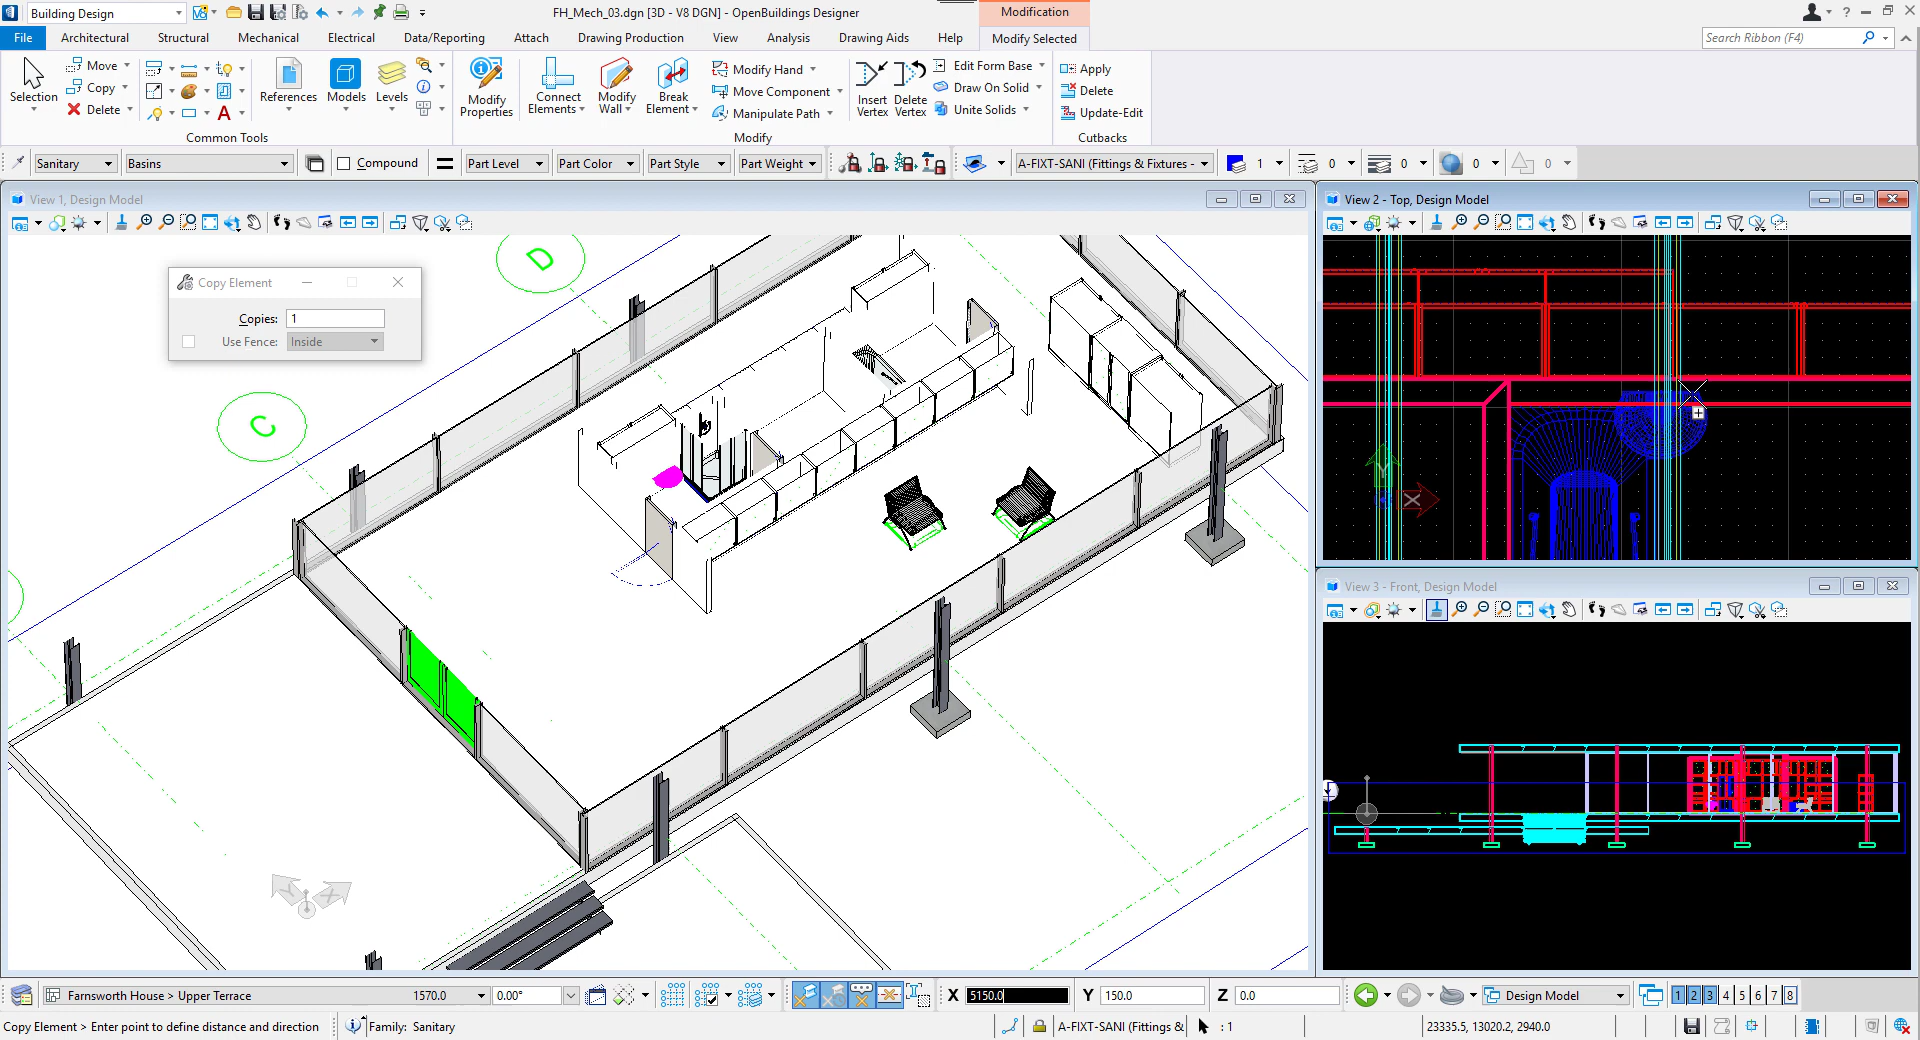 Building Design
FH_Mech_03.dgn [3D - V8 DGN] - OpenBuildings Designer
Modification
File
Architectural
Structural
Mechanical
Electrical
Data/Reporting
Attach
Drawing Production
View
Analysis
Drawing Aids
Help
Modify Selected
Search Ribbon (F4)
Selection
Move
Copy
Delete
References
Models
Levels
Common Tools
Modify Properties
Connect Elements
Modify Wall
Break Element
Modify Hand
Move Component
Manipulate Path
Insert Vertex
Delete Vertex
Edit Form Base
Draw On Solid
Unite Solids
Modify
Apply
Delete
Update-Edit
Cutbacks
Sanitary
Basins
Compound
Part Level
Part Color
Part Style
Part Weight
A-FIXT-SANI (Fittings & Fixtures -
1
0
0
0
0
View 1, Design Model
View 2 - Top, Design Model
Copy Element
Copies: 1
Use Fence: Inside
D
C
Y
X
Y
X
View 3 - Front, Design Model
Farnsworth House > Upper Terrace
1570.0
0.00°
X 5150.0
Y 150.0
Z 0.0
Design Model
1 2 3 4 5 6 7 8
Copy Element > Enter point to define distance and direction
Family: Sanitary
A-FIXT-SANI (Fittings &
: 1
23335.5, 13020.2, 2940.0